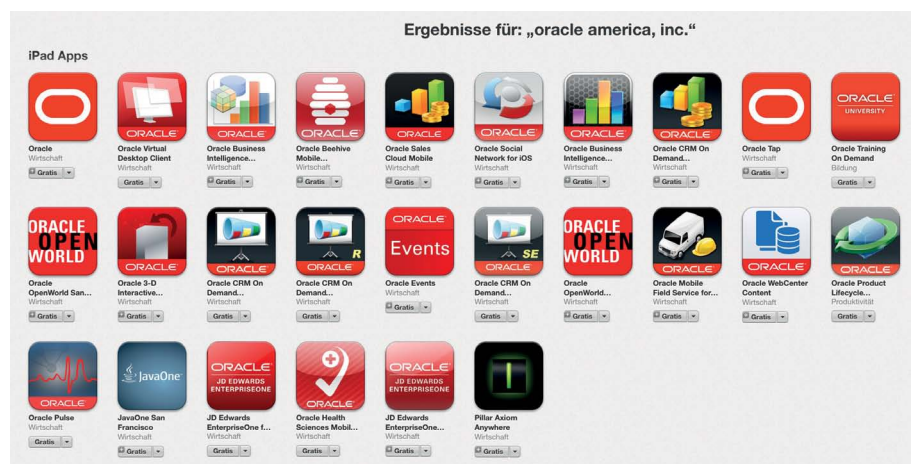 Ergebnisse für: „oracle america, inc.“
iPad Apps
ORACLE
ORACLE
ORACLE
ORACLE
ORACLE
ORACLE
ORACLE
ORACLE
UNIVERSITY
Oracle
Wirtschaft
Gratis
Oracle Virtual
Desktop Client
Wirtschaft
Gratis
Oracle Business
Intelligence...
Wirtschaft
Gratis
Oracle Beehive
Mobile...
Wirtschaft
Gratis
Oracle Sales
Cloud Mobile
Wirtschaft
Gratis
Oracle Social
Network for iOS
Wirtschaft
Gratis
Oracle Business
Intelligence...
Wirtschaft
Gratis
Oracle CRM On
Demand...
Wirtschaft
Gratis
Oracle Tap
Wirtschaft
Gratis
Oracle Training
On Demand
Bildung
Gratis
ORACLE
OPEN
WORLD
Oracle
OpenWorld San...
Wirtschaft
Gratis
ORACLE
Oracle 3-D
Interactive...
Wirtschaft
Gratis
ORACLE
Oracle CRM On
Demand...
Wirtschaft
Gratis
R
ORACLE
Oracle CRM On
Demand...
Wirtschaft
Gratis
ORACLE
Events
Oracle Events
Wirtschaft
Gratis
SE
ORACLE
Oracle CRM On
Demand...
Wirtschaft
Gratis
ORACLE
OPEN
WORLD
Oracle
OpenWorld...
Wirtschaft
Gratis
ORACLE
Oracle Mobile
Field Service for...
Wirtschaft
Gratis
ORACLE
Oracle WebCenter
Content
Wirtschaft
Gratis
ORACLE
Oracle Product
Lifecycle...
Produktivität
Gratis
ORACLE
Oracle Pulse
Wirtschaft
Gratis
Java
JavaOne
JavaOne San
Francisco
Wirtschaft
Gratis
ORACLE
JD EDWARDS
ENTERPRISEONE
JD Edwards
EnterpriseOne f...
Wirtschaft
Gratis
ORACLE
Oracle Health
Sciences Mobil...
Wirtschaft
Gratis
ORACLE
JD EDWARDS
ENTERPRISEONE
JD Edwards
EnterpriseOne...
Wirtschaft
Gratis
Pillar Axiom
Anywhere
Wirtschaft
Gratis